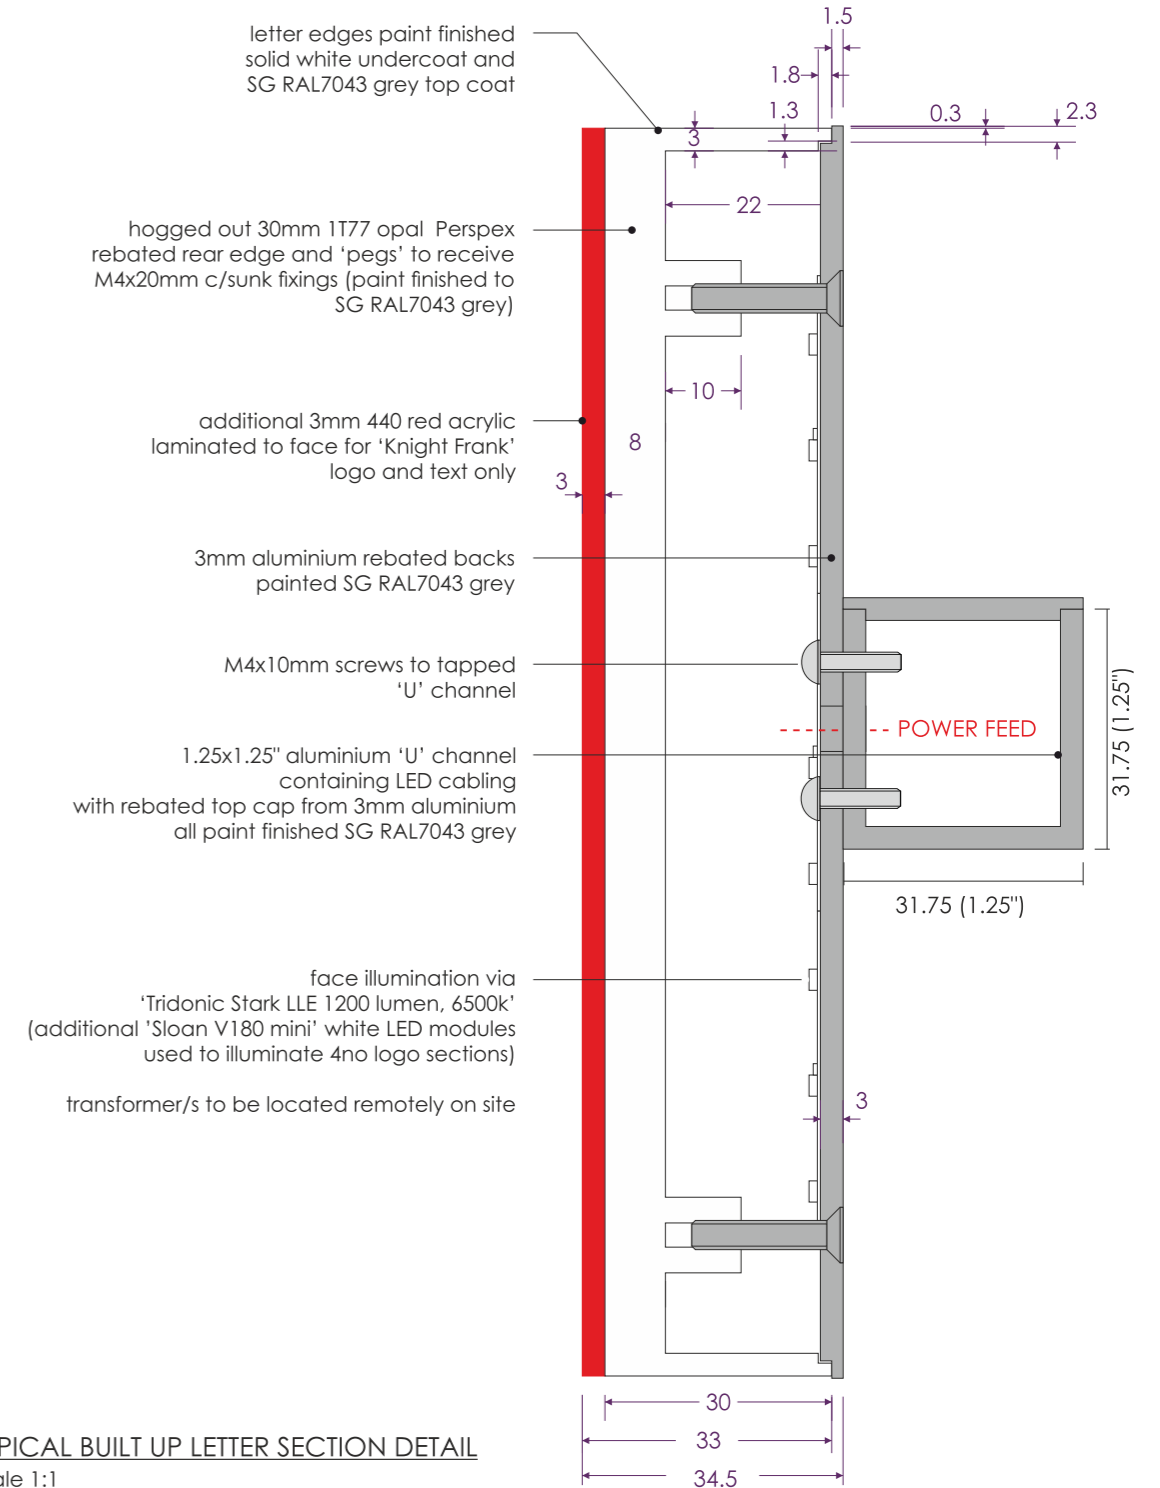 letter edges paint finished
solid white undercoat and
SG RAL7043 grey top coat
1.5
1.8
1.3
3
0.3
2.3
22
hogged out 30mm 1T77 opal Perspex
rebated rear edge and ‘pegs’ to receive
M4x20mm c/sunk fixings (paint finished to
SG RAL7043 grey)
10
additional 3mm 440 red acrylic
laminated to face for ‘Knight Frank’
logo and text only
8
3
3mm aluminium rebated backs
painted SG RAL7043 grey
M4x10mm screws to tapped
‘U’ channel
POWER FEED
31.75 (1.25")
1.25x1.25" aluminium ‘U’ channel
containing LED cabling
with rebated top cap from 3mm aluminium
all paint finished SG RAL7043 grey
31.75 (1.25")
face illumination via
‘Tridonic Stark LLE 1200 lumen, 6500k’
(additional ’Sloan V180 mini’ white LED modules
used to illuminate 4no logo sections)
transformer/s to be located remotely on site
3
30
33
34.5
PICAL BUILT UP LETTER SECTION DETAIL
ale 1:1